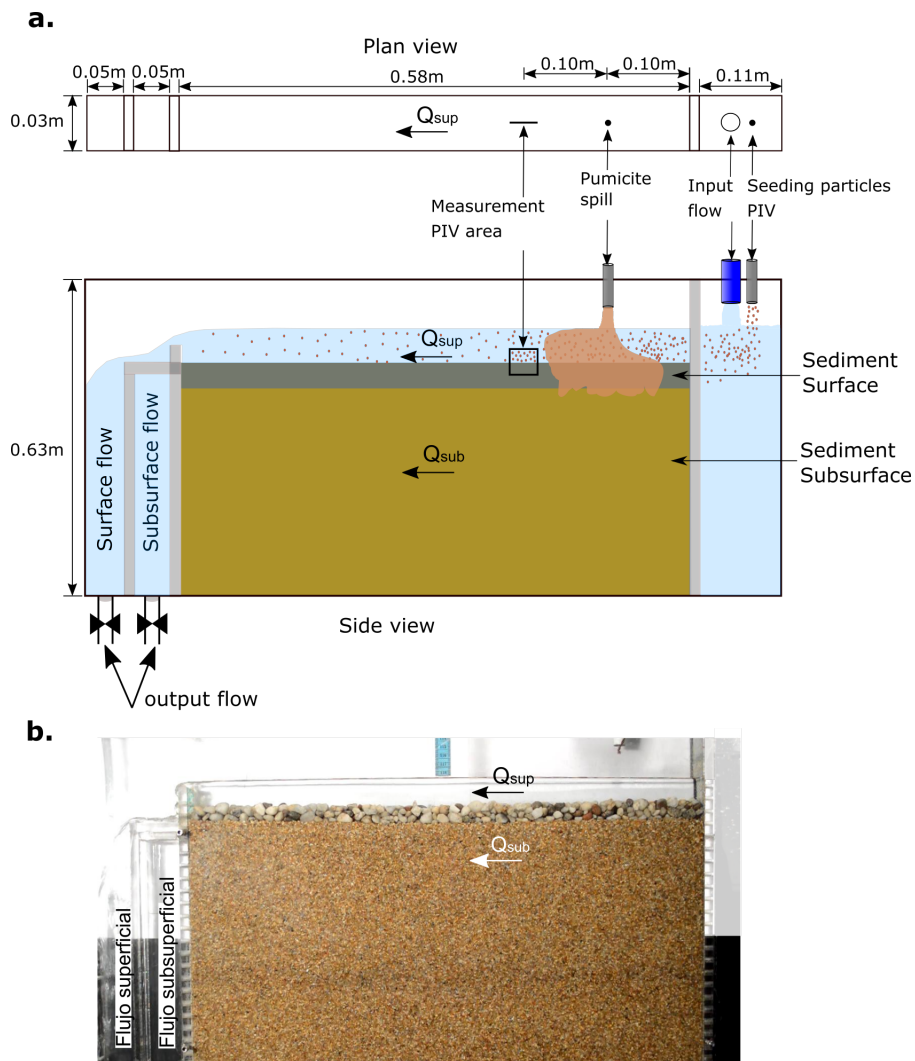 a.
Plan view
0.05m
0.05m
0.58m
0.10m
0.10m
0.11m
0.03m
Qsup
Measurement
PIV area
Pumicite
spill
Input
flow
Seeding particles
PIV
Qsup
Sediment
Surface
0.63m
Surface flow
Subsurface flow
Qsub
Sediment
Subsurface
Side view
output flow
b.
Qsup
Qsub
Flujo superficial
Flujo subsuperficial